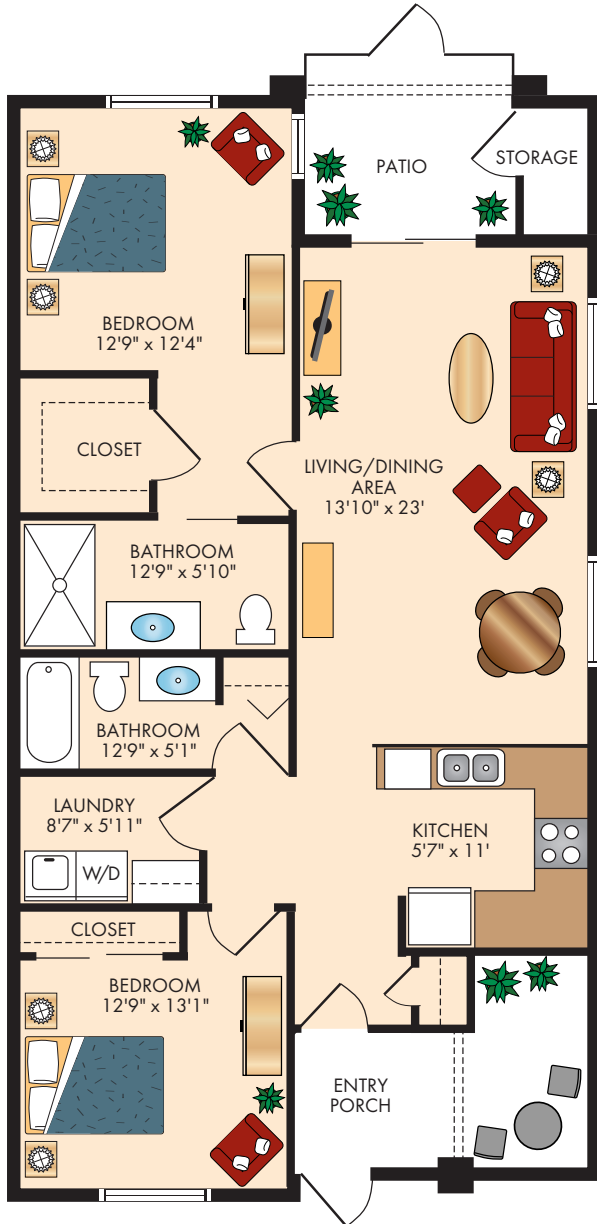 PATIO
STORAGE
BEDROOM
12'9" x 12'4"
CLOSET
LIVING/DINING
AREA
13'10" x 23'
BATHROOM
12'9" x 5'10"
BATHROOM
12'9" x 5'1"
LAUNDRY
8'7" x 5'11"
W/D
KITCHEN
5'7" x 11'
CLOSET
BEDROOM
12'9" x 13'1"
ENTRY
PORCH